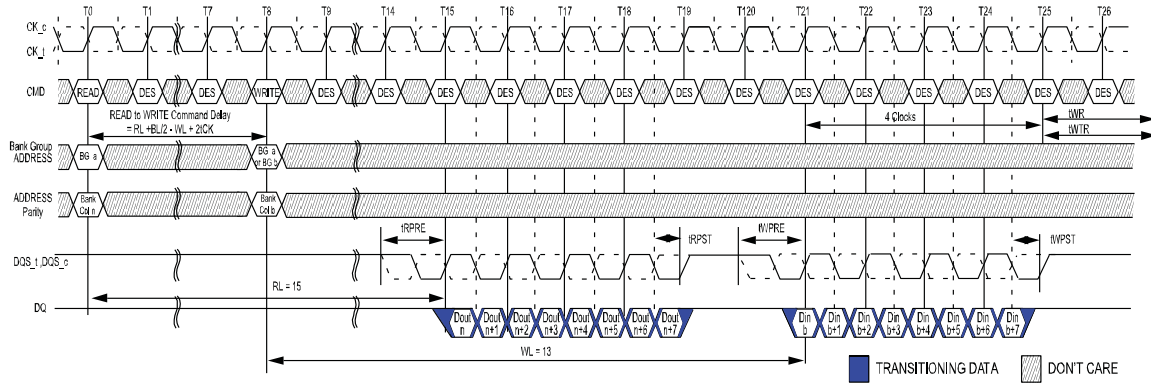 T0 T1 T7 T8 T9 T14 T15 T16 T17 T18 T19 T120 T21 T22 T23 T24 T25 T26
CK_c
CK_t
CMD READ DES DES WRITE DES DES DES DES DES DES DES DES DES DES DES DES DES DES
READ to WRITE Command Delay
= RL +BL/2 - WL + 2tCK
4 Clocks
tWR
tWTR
Bank Group
ADDRESS
BG a
BG a
or BG b
ADDRESS
Parity
Bank
Col n
Bank
Col b
tRPRE tRPST tWPRE tWPST
DQS_t ,DQS_c
RL = 15
DQ
Dout
n
Dout
n+1
Dout
n+2
Dout
n+3
Dout
n+4
Dout
n+5
Dout
n+6
Dout
n+7
Din
b
Din
b+1
Din
b+2
Din
b+3
Din
b+4
Din
b+5
Din
b+6
Din
b+7
WL = 13
TRANSITIONING DATA
DON'T CARE